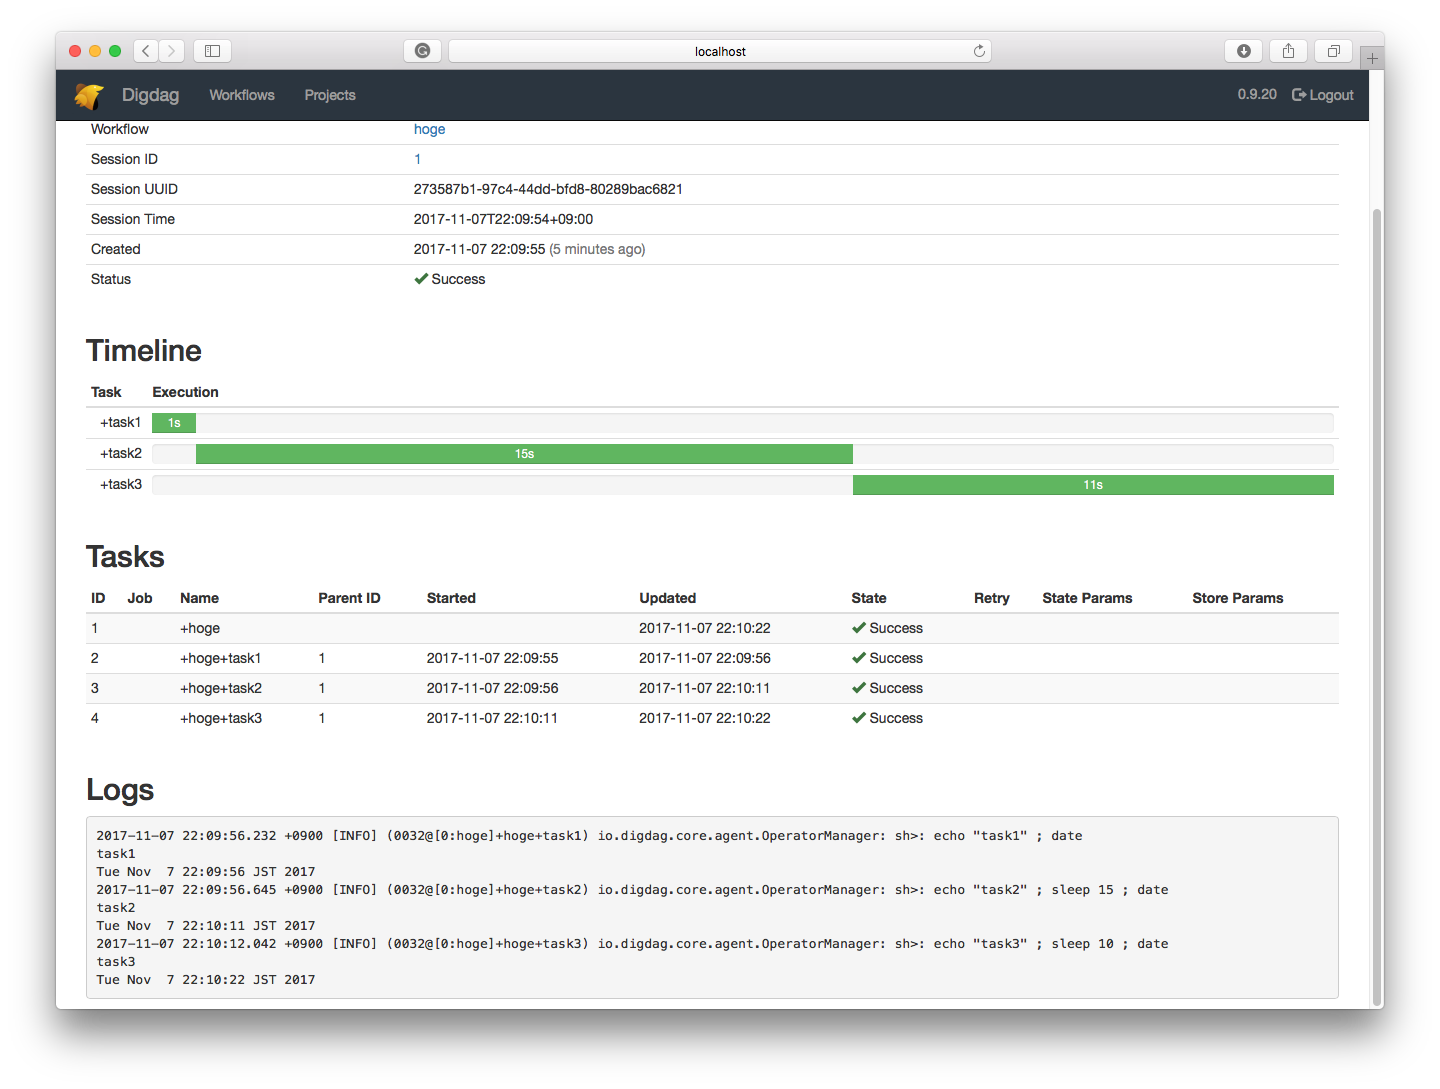 localhost
Digdag Workflows Projects 0.9.20 Logout
Workflow hoge
Session ID 1
Session UUID 273587b1-97c4-44dd-bfd8-80289bac6821
Session Time 2017-11-07T22:09:54+09:00
Created 2017-11-07 22:09:55 (5 minutes ago)
Status Success
Timeline
Task Execution
+task1 1s
+task2 15s
+task3 11s
Tasks
ID Job Name Parent ID Started Updated State Retry State Params Store Params
1 +hoge 2017-11-07 22:10:22 Success
2 +hoge+task1 1 2017-11-07 22:09:55 2017-11-07 22:09:56 Success
3 +hoge+task2 1 2017-11-07 22:09:56 2017-11-07 22:10:11 Success
4 +hoge+task3 1 2017-11-07 22:10:11 2017-11-07 22:10:22 Success
Logs
2017-11-07 22:09:56.232 +0900 [INFO] (0032@[0:hoge]+hoge+task1) io.digdag.core.agent.OperatorManager: sh>: echo "task1" ; date
task1
Tue Nov  7 22:09:56 JST 2017
2017-11-07 22:09:56.645 +0900 [INFO] (0032@[0:hoge]+hoge+task2) io.digdag.core.agent.OperatorManager: sh>: echo "task2" ; sleep 15 ; date
task2
Tue Nov  7 22:10:11 JST 2017
2017-11-07 22:10:12.042 +0900 [INFO] (0032@[0:hoge]+hoge+task3) io.digdag.core.agent.OperatorManager: sh>: echo "task3" ; sleep 10 ; date
task3
Tue Nov  7 22:10:22 JST 2017